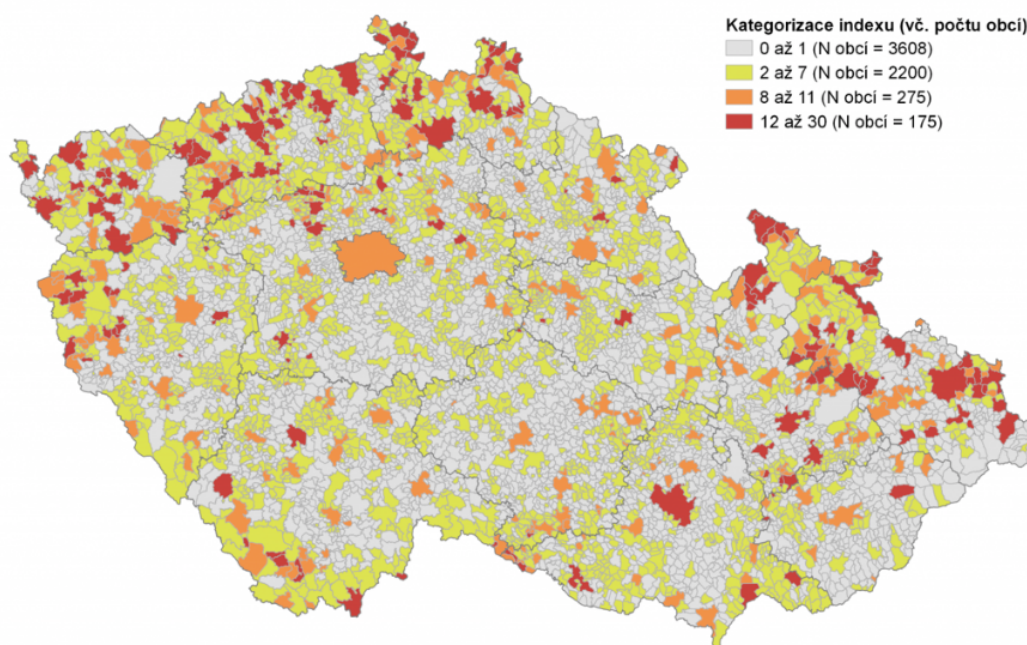 Kategorizace indexu (vč. počtu obcí)
0 až 1 (N obcí = 3608)
2 až 7 (N obcí = 2200)
8 až 11 (N obcí = 275)
12 až 30 (N obcí = 175)